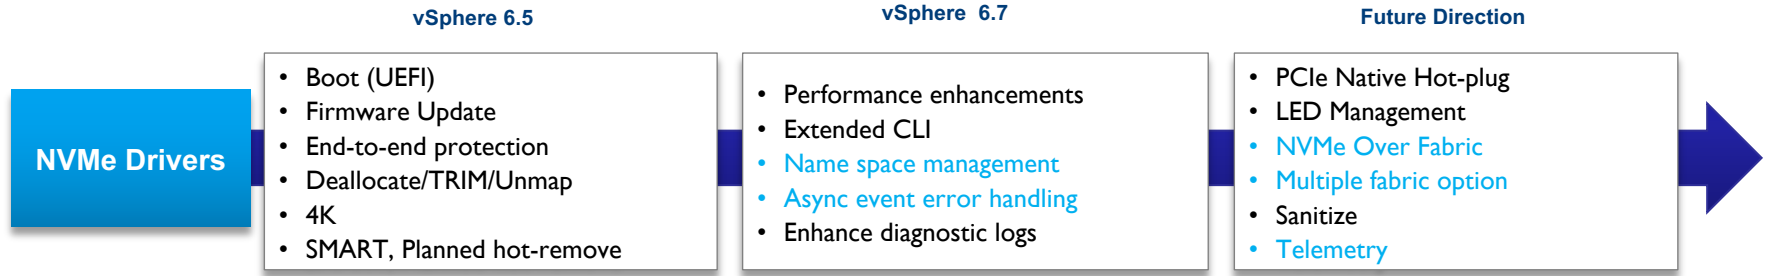 vSphere 6.5
vSphere 6.7
Future Direction
NVMe Drivers
• Boot (UEFI)
• Firmware Update
• End-to-end protection
• Deallocate/TRIM/Unmap
• 4K
• SMART, Planned hot-remove
• Performance enhancements
• Extended CLI
• Name space management
• Async event error handling
• Enhance diagnostic logs
• PCIe Native Hot-plug
• LED Management
• NVMe Over Fabric
• Multiple fabric option
• Sanitize
• Telemetry